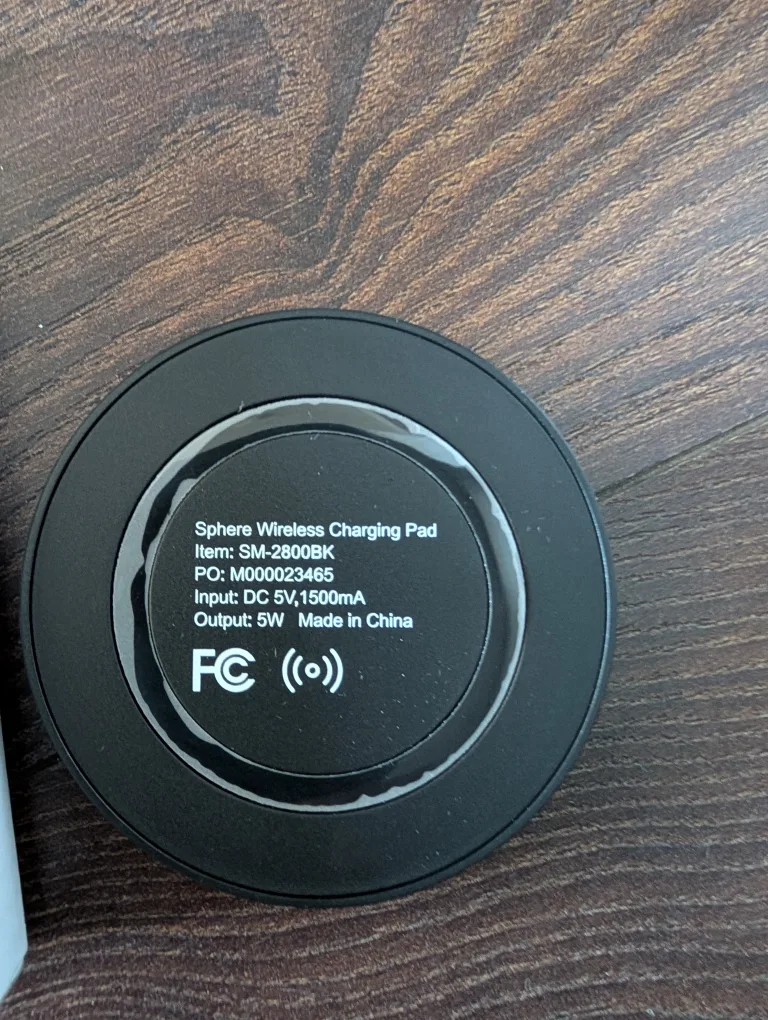 Sphere Wireless Charging Pad
Item: SM-2800BK
PO: M000023465
Input: DC 5V,1500mA
Output: 5W Made in China
FC